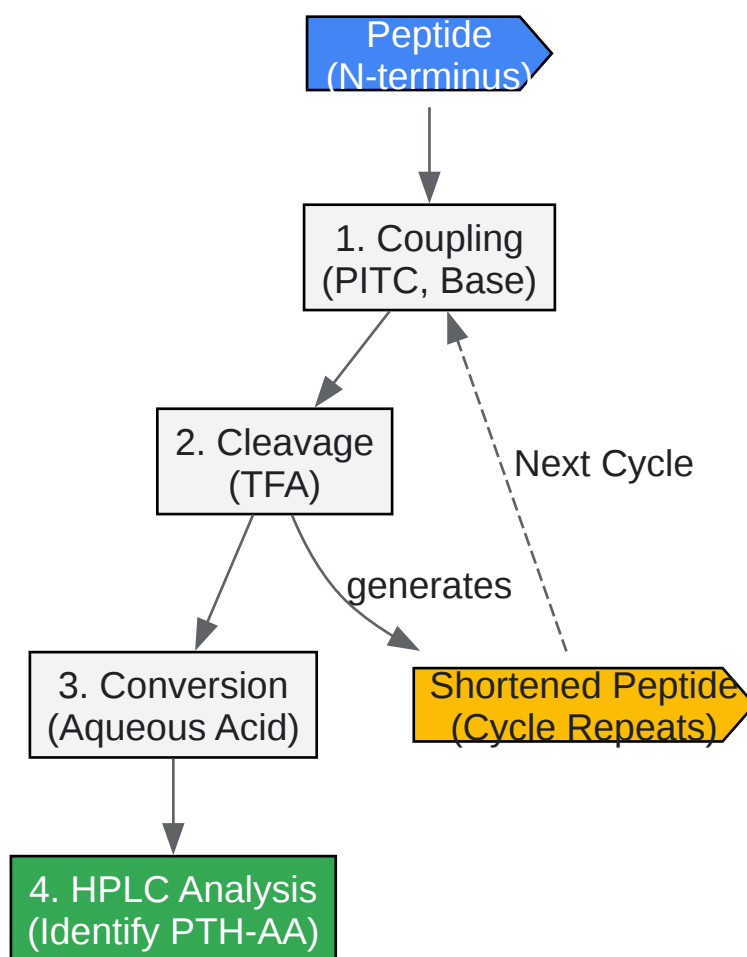 Peptide
(N-terminus)
1. Coupling
(PITC, Base)
2. Cleavage
(TFA)
Next Cycle
generates
3. Conversion
(Aqueous Acid)
Shortened Peptide
(Cycle Repeats)
4. HPLC Analysis
(Identify PTH-AA)